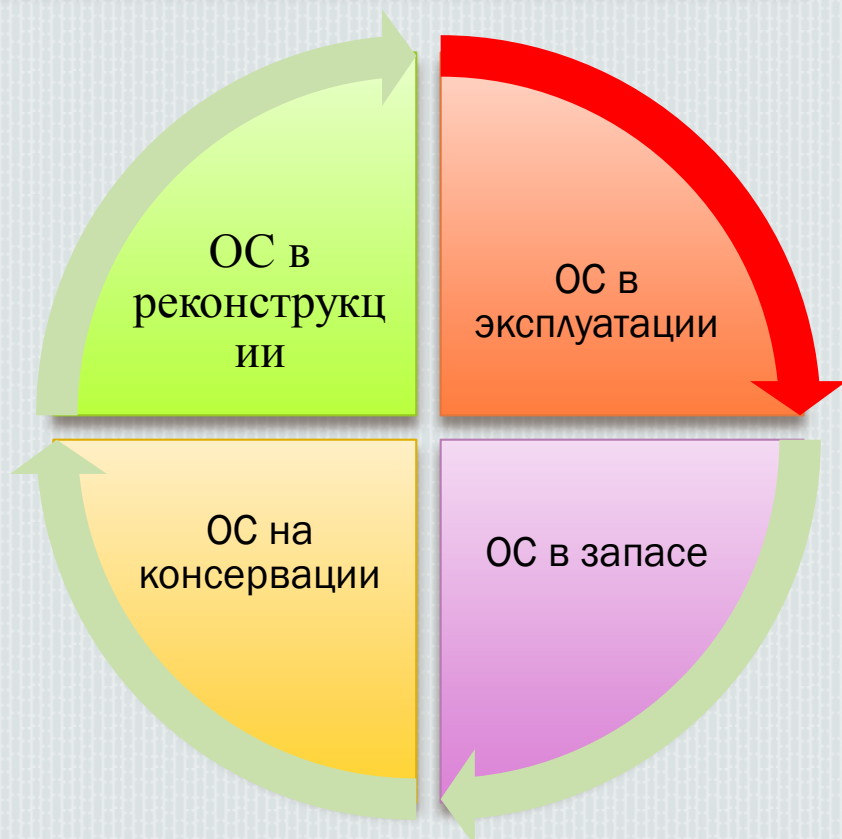 ОС в
реконструкц
ии
ОС в
эксплуатации
ОС на
консервации
ОС в запасе